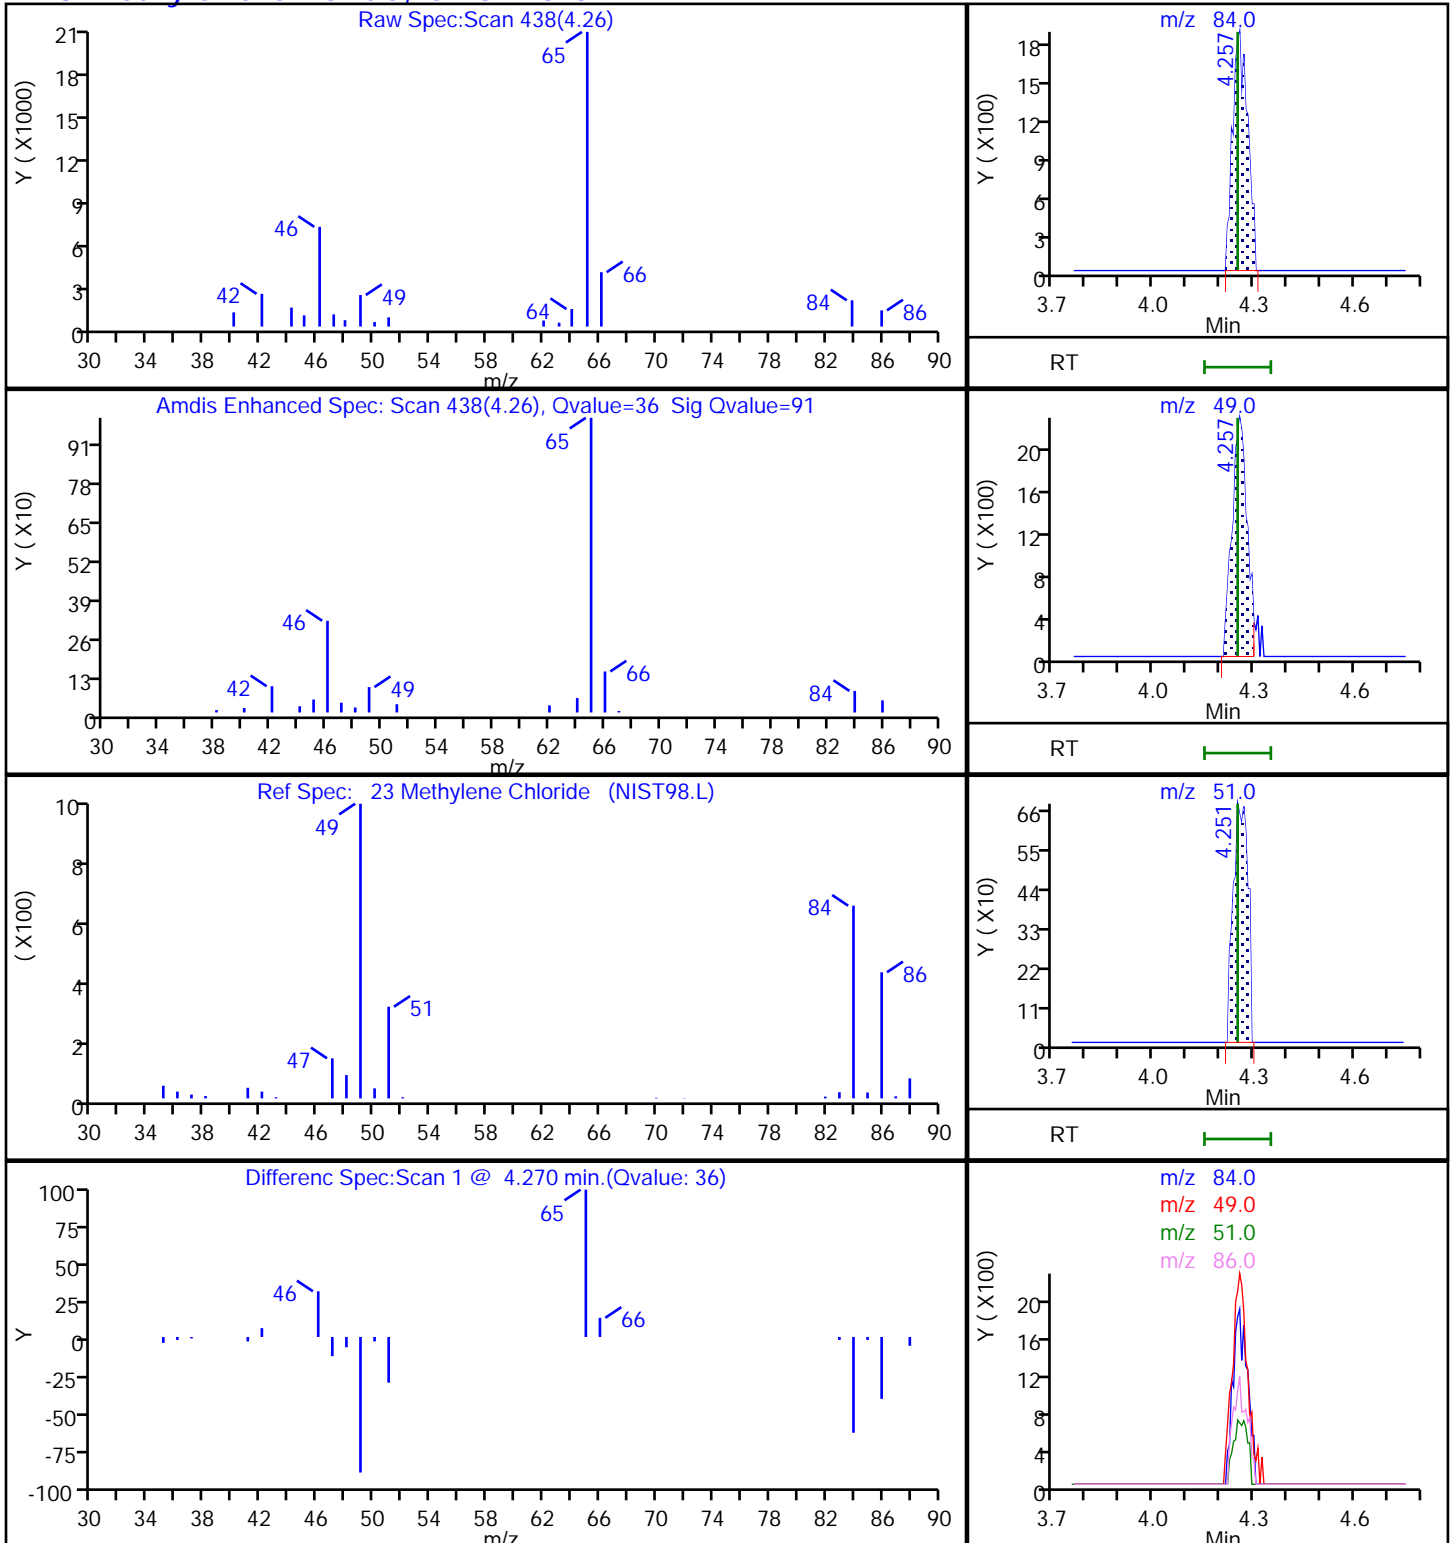 Raw Spec:Scan 438(4.26)
21
18
15
12
9
6
3
0
Y ( X1000)
65
46
42
49
64
66
84
86
30 34 38 42 46 50 54 58 62 66 70 74 78 82 86 90
m/z
m/z 84.0
18
15
12
9
6
3
0
Y ( X100)
4.257
3.7 4.0 4.3 4.6
Min
RT
Amdis Enhanced Spec: Scan 438(4.26), Qvalue=36 Sig Qvalue=91
91
78
65
52
39
26
13
0
Y ( X10)
65
46
42
49
66
84
30 34 38 42 46 50 54 58 62 66 70 74 78 82 86 90
m/z
m/z 49.0
20
16
12
8
4
0
Y ( X100)
4.257
3.7 4.0 4.3 4.6
Min
RT
Ref Spec: 23 Methylene Chloride (NIST98.L)
10
8
6
4
2
0
( X100)
49
84
86
51
47
30 34 38 42 46 50 54 58 62 66 70 74 78 82 86 90
m/z 51.0
66
55
44
33
22
11
0
Y ( X10)
4.251
3.7 4.0 4.3 4.6
Min
RT
Differenc Spec:Scan 1 @ 4.270 min.(Qvalue: 36)
100
75
50
25
0
-25
-50
-75
-100
Y
65
46
66
30 34 38 42 46 50 54 58 62 66 70 74 78 82 86 90
m/z
m/z 84.0
m/z 49.0
m/z 51.0
m/z 86.0
20
16
12
8
4
0
Y ( X100)
3.7 4.0 4.3 4.6
Min